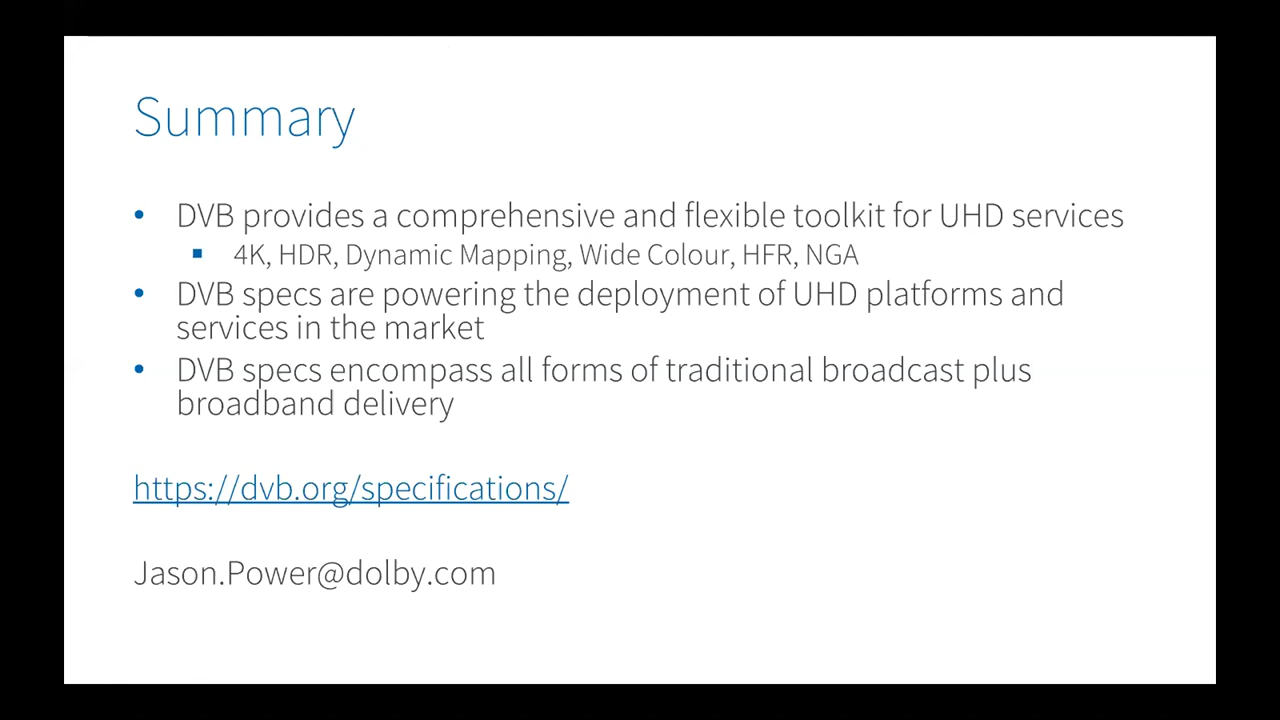 Summary
• DVB provides a comprehensive and flexible toolkit for UHD services
▪ 4K, HDR, Dynamic Mapping, Wide Colour, HFR, NGA
• DVB specs are powering the deployment of UHD platforms and
services in the market
• DVB specs encompass all forms of traditional broadcast plus
broadband delivery
https://dvb.org/specifications/
Jason.Power@dolby.com